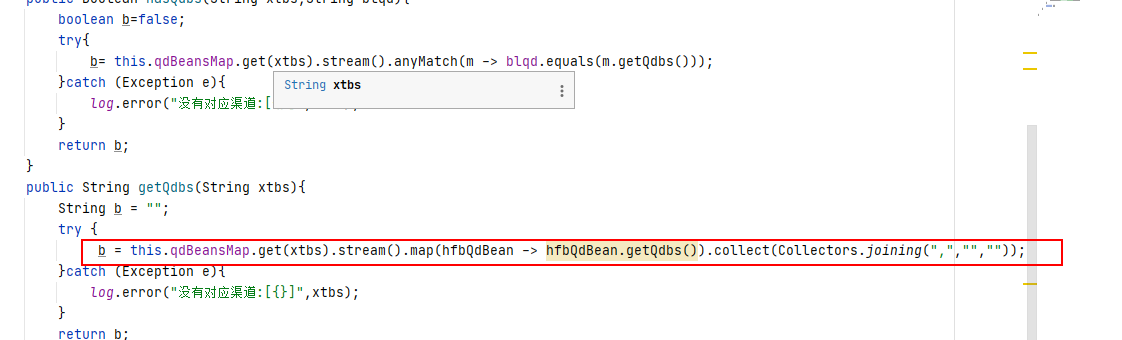 public Boolean hasQdbs(String xtbs,String blqd){
boolean b=false;
try{
b= this.qdBeansMap.get(xtbs).stream().anyMatch(m -> blqd.equals(m.getQdbs()));
}catch (Exception e){
String xtbs
log.error("没有对应渠道:[
}
return b;
}
public String getQdbs(String xtbs){
String b = "";
try {
b = this.qdBeansMap.get(xtbs).stream().map(hfbQdBean -> hfbQdBean.getQdbs()).collect(Collectors.joining(",","",""));
}catch (Exception e){
log.error("没有对应渠道:[{}]",xtbs);
}
return b;